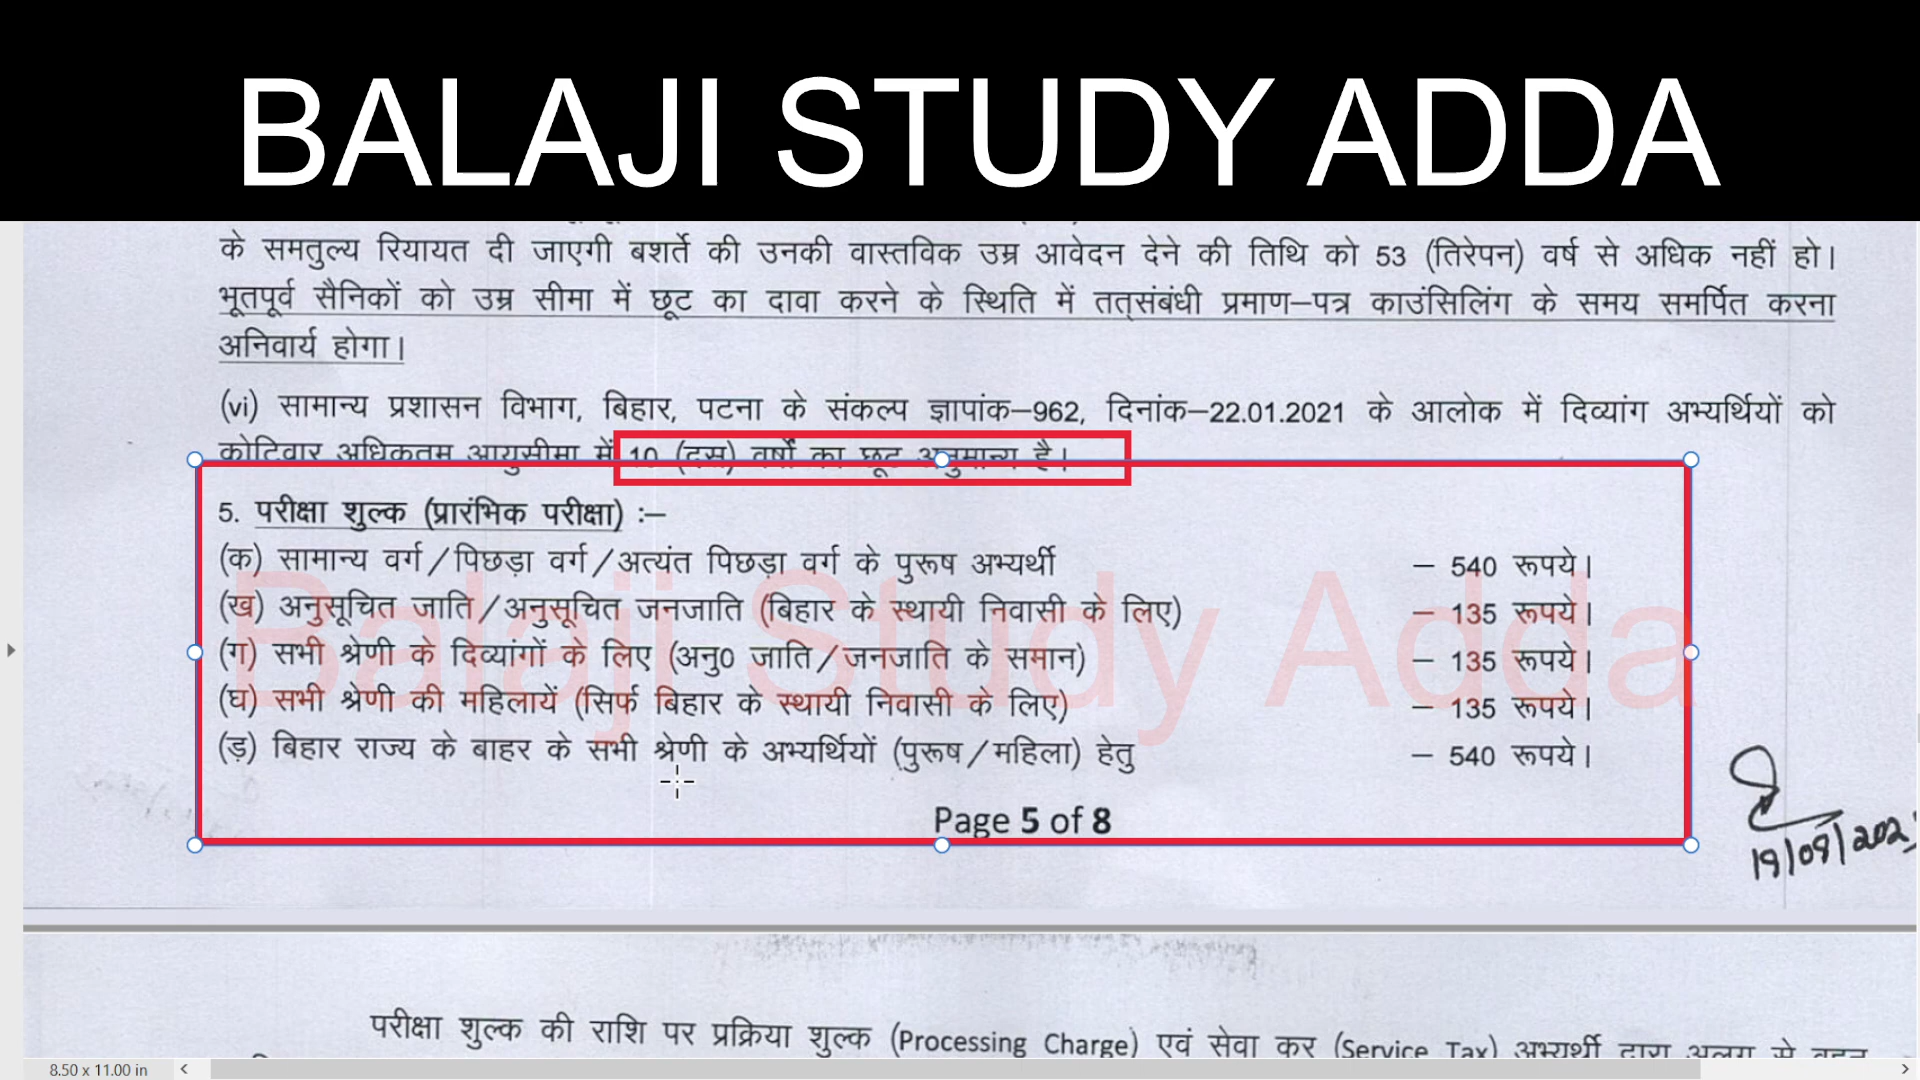 BALAJI STUDY ADDA
के समतुल्य रियायत दी जाएगी बशर्ते की उनकी वास्तविक उम्र आवेदन देने की तिथि को 53 (तिरेपन) वर्ष से अधिक नहीं हो।
भूतपूर्व सैनिकों को उम्र सीमा में छूट का दावा करने के स्थिति में तत्संबंधी प्रमाण–पत्र काउंसिलिंग के समय समर्पित करना
अनिवार्य होगा।
(vi) सामान्य प्रशासन विभाग, बिहार, पटना के संकल्प ज्ञापांक–962, दिनांक–22.01.2021 के आलोक में दिव्यांग अभ्यर्थियों को
कोटिवार अधिकतम आयुसीमा में 10 (दस) वर्षों का छूट अनुमान्य है।
5. परीक्षा शुल्क (प्रारंभिक परीक्षा) :–
(क) सामान्य वर्ग/पिछड़ा वर्ग/अत्यंत पिछड़ा वर्ग के पुरूष अभ्यर्थी – 540 रूपये।
(ख) अनुसूचित जाति/अनुसूचित जनजाति (बिहार के स्थायी निवासी के लिए) – 135 रूपये।
(ग) सभी श्रेणी के दिव्यांगों के लिए (अनु0 जाति/जनजाति के समान) – 135 रूपये।
(घ) सभी श्रेणी की महिलायें (सिर्फ बिहार के स्थायी निवासी के लिए) – 135 रूपये।
(ड़) बिहार राज्य के बाहर के सभी श्रेणी के अभ्यर्थियों (पुरूष/महिला) हेतु – 540 रूपये।
Balaji Study Adda
Page 5 of 8
परीक्षा शुल्क की राशि पर प्रक्रिया शुल्क (Processing Charge) एवं सेवा कर (Service Tax) अभ्यर्थी द्वारा अलग से वहन
8.50 x 11.00 in